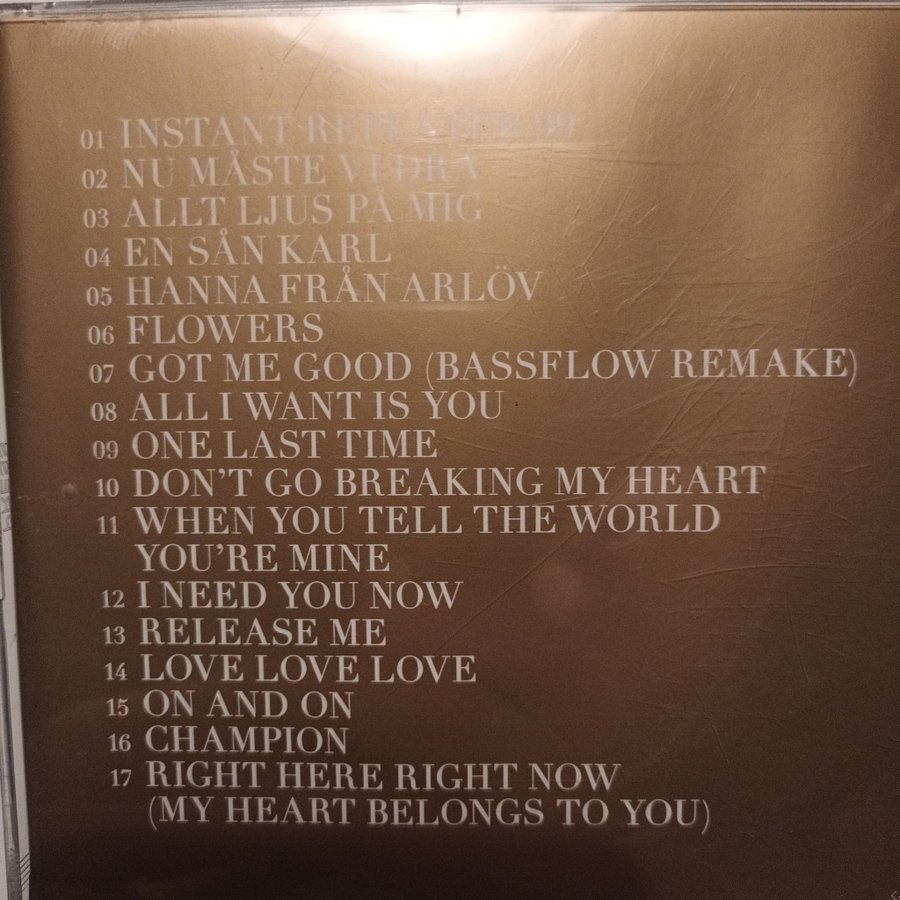 01 INSTANT REPEATER 99
02 NU MÅSTE VI DRA
03 ALLT LJUS PÅ MIG
04 EN SÅN KARL
05 HANNA FRÅN ARLÖV
06 FLOWERS
07 GOT ME GOOD (BASSFLOW REMAKE)
08 ALL I WANT IS YOU
09 ONE LAST TIME
10 DON'T GO BREAKING MY HEART
11 WHEN YOU TELL THE WORLD
YOU'RE MINE
12 I NEED YOU NOW
13 RELEASE ME
14 LOVE LOVE LOVE
15 ON AND ON
16 CHAMPION
17 RIGHT HERE RIGHT NOW
(MY HEART BELONGS TO YOU)